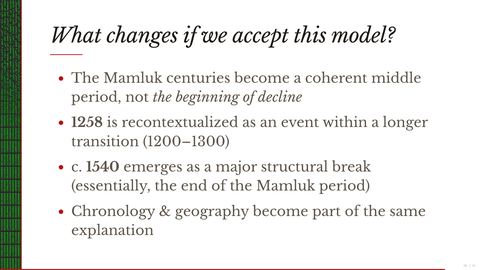 What changes if we accept this model?
• The Mamluk centuries become a coherent middle
period, not the beginning of decline
• 1258 is recontextualized as an event within a longer
transition (1200–1300)
• c. 1540 emerges as a major structural break
(essentially, the end of the Mamluk period)
• Chronology & geography become part of the same
explanation